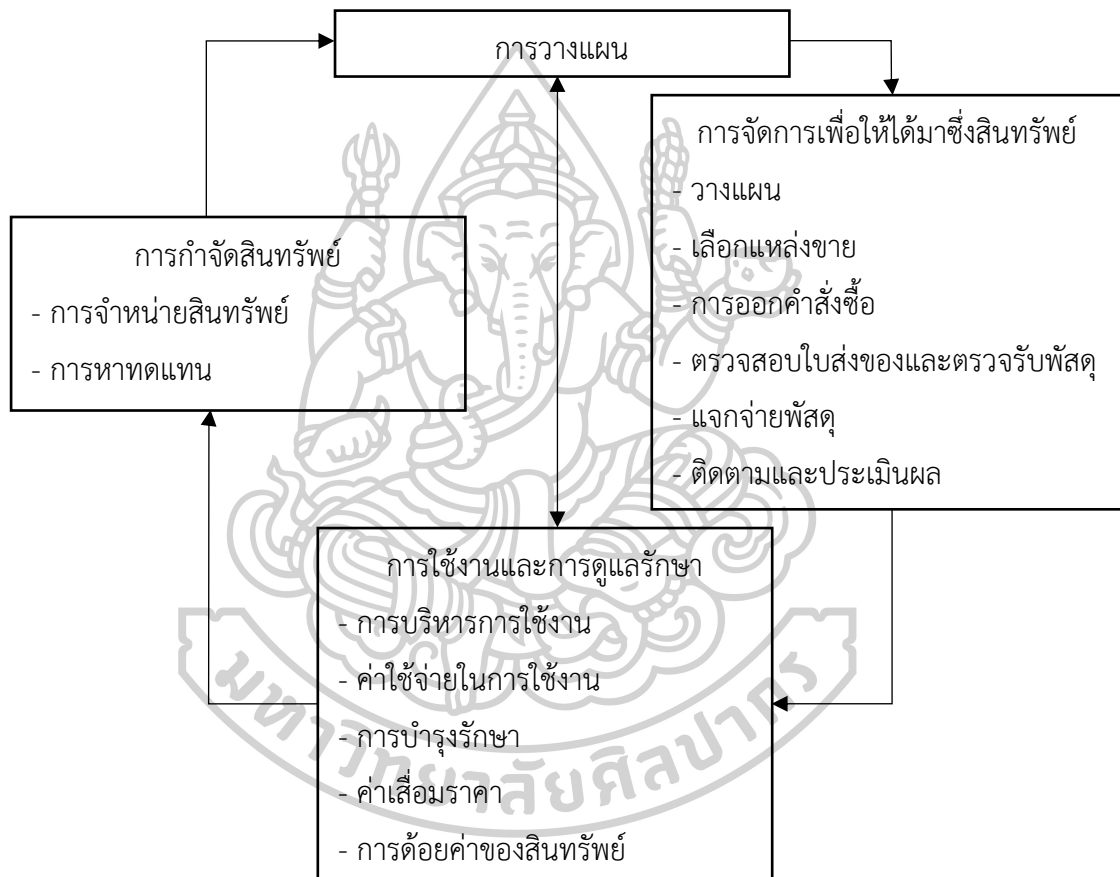 การวางแผน
การจัดการเพื่อให้ได้มาซึ่งสินทรัพย์
- วางแผน
- เลือกแหล่งขาย
- การออกคำสั่งซื้อ
- ตรวจสอบใบส่งของและตรวจรับพัสดุ
- แจกจ่ายพัสดุ
- ติดตามและประเมินผล
การกำจัดสินทรัพย์
- การจำหน่ายสินทรัพย์
- การหาทดแทน
การใช้งานและการดูแลรักษา
- การบริหารการใช้งาน
- ค่าใช้จ่ายในการใช้งาน
- การบำรุงรักษา
- ค่าเสื่อมราคา
- การด้อยค่าของสินทรัพย์
มหาวิทยาลัยศิลปากร